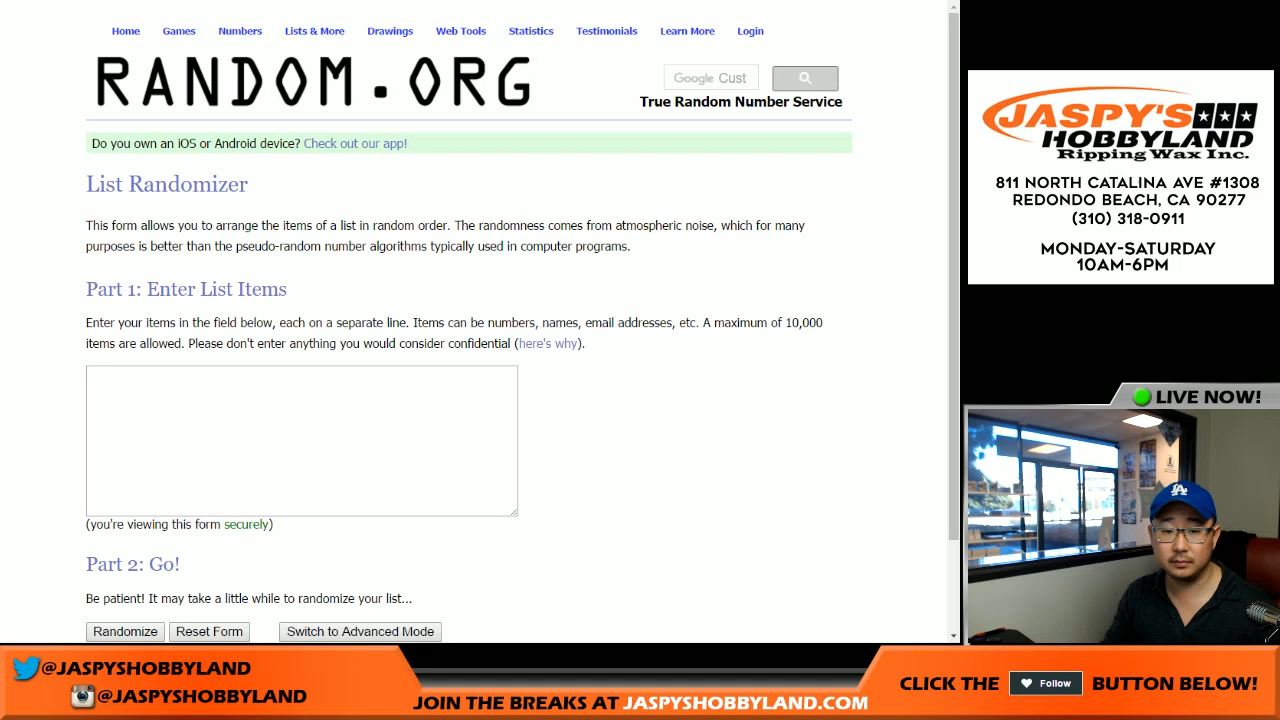 Home Games Numbers Lists & More Drawings Web Tools Statistics Testimonials Learn More Login
RANDOM.ORG
Google Cust
True Random Number Service
Do you own an iOS or Android device? Check out our app!
List Randomizer
This form allows you to arrange the items of a list in random order. The randomness comes from atmospheric noise, which for many
purposes is better than the pseudo-random number algorithms typically used in computer programs.
Part 1: Enter List Items
Enter your items in the field below, each on a separate line. Items can be numbers, names, email addresses, etc. A maximum of 10,000
items are allowed. Please don't enter anything you would consider confidential (here's why).
(you're viewing this form securely)
Part 2: Go!
Be patient! It may take a little while to randomize your list...
Randomize Reset Form Switch to Advanced Mode
JASPY'S
HOBBYLAND
Ripping Wax Inc.
811 NORTH CATALINA AVE #1308
REDONDO BEACH, CA 90277
(310) 318-0911
MONDAY-SATURDAY
10AM-6PM
LIVE NOW!
LA
@JASPYSHOBBYLAND
@JASPYSHOBBYLAND
JOIN THE BREAKS AT JASPYSHOBBYLAND.COM
CLICK THE Follow BUTTON BELOW!